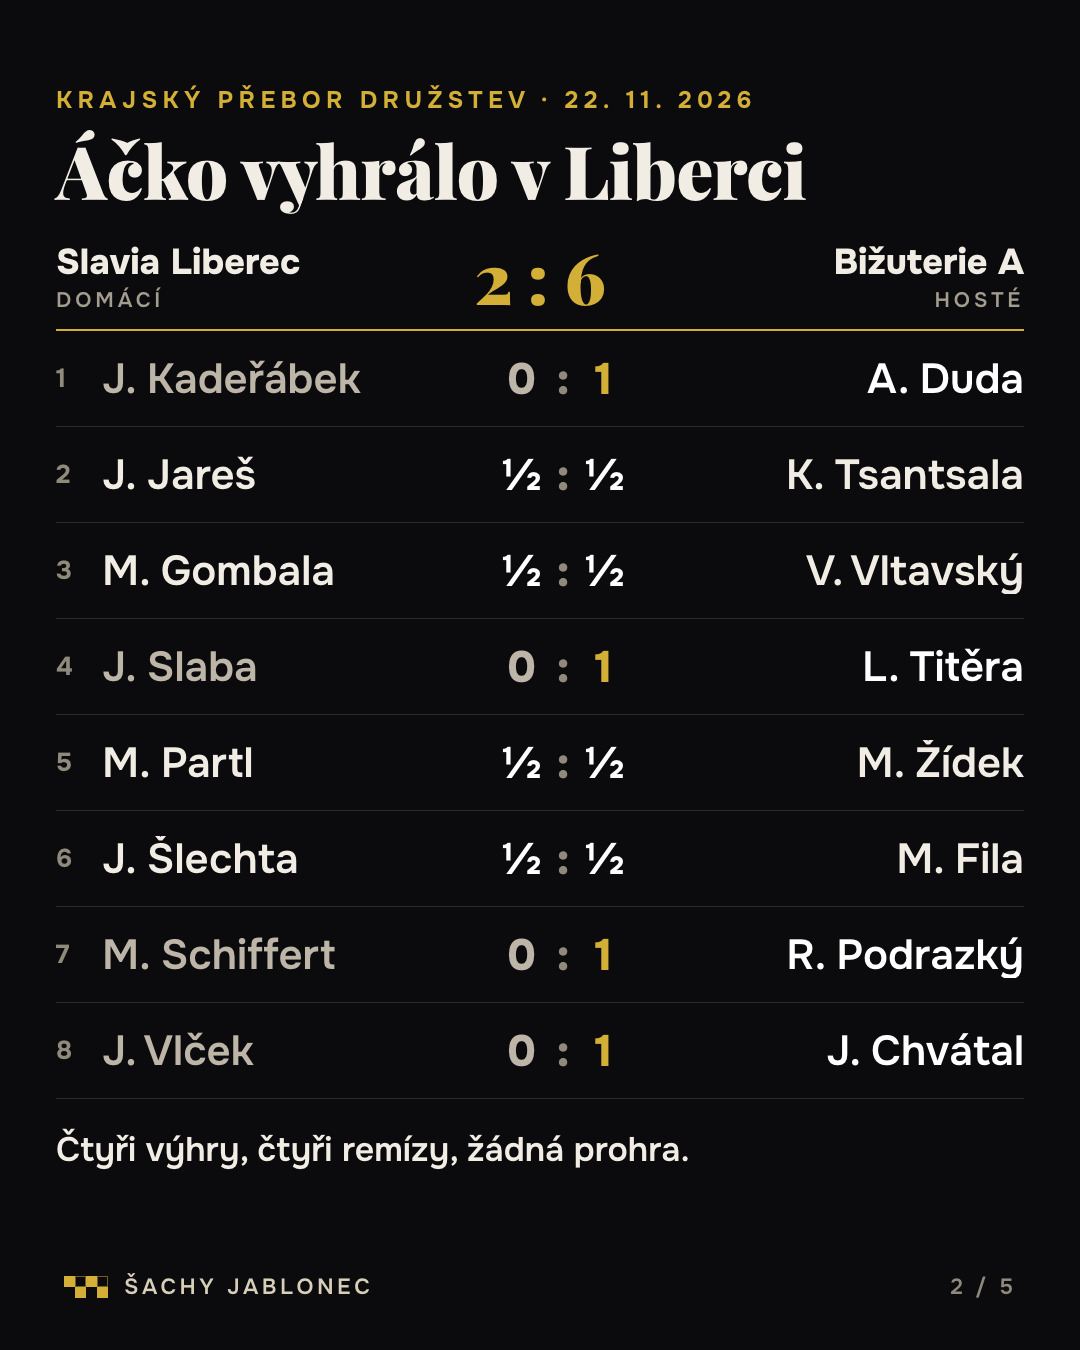 KRAJSKÝ PŘEBOR DRUŽSTEV · 22. 11. 2026
Áčko vyhrálo v Liberci
Slavia Liberec 2 : 6 Bižuterie A
DOMÁCÍ HOSTÉ
1 J. Kadeřábek 0 : 1 A. Duda
2 J. Jareš ½ : ½ K. Tsantsala
3 M. Gombala ½ : ½ V. Vltavský
4 J. Slaba 0 : 1 L. Titěra
5 M. Partl ½ : ½ M. Žídek
6 J. Šlechta ½ : ½ M. Fila
7 M. Schiffert 0 : 1 R. Podrazký
8 J. Vlček 0 : 1 J. Chvátal
Čtyři výhry, čtyři remízy, žádná prohra.
ŠACHY JABLONEC 2 / 5